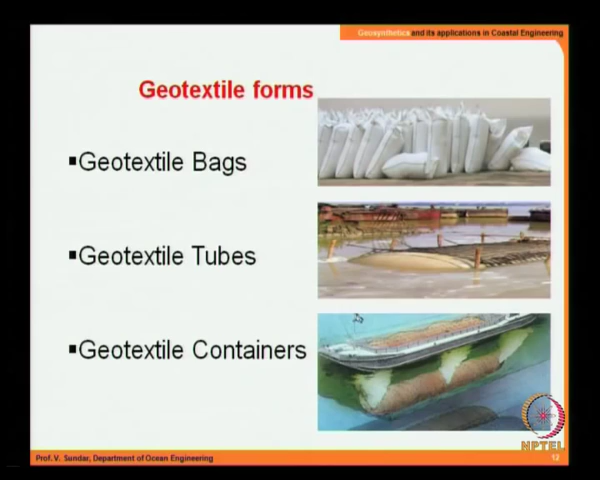 Geosynthetics and its applications in Coastal Engineering
Geotextile forms
▪Geotextile Bags
▪Geotextile Tubes
▪Geotextile Containers
NPTEL
Prof. V. Sundar, Department of Ocean Engineering
12